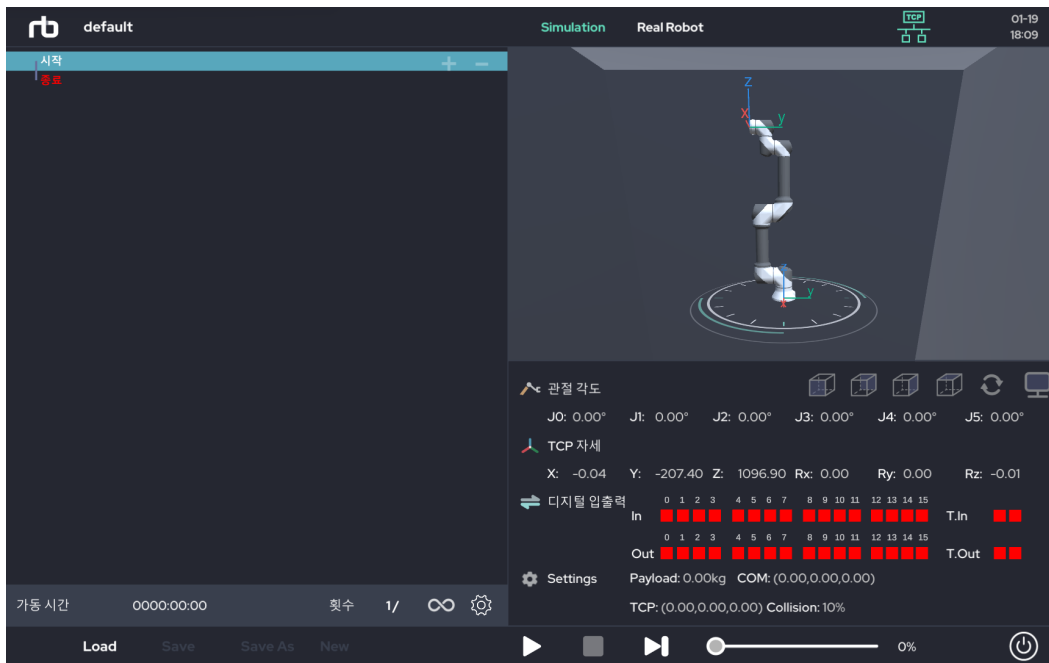 rb default Simulation Real Robot TCP 01-19
18:09
시작
종료
Z
X y
z
y
관절 각도
J0: 0.00° J1: 0.00° J2: 0.00° J3: 0.00° J4: 0.00° J5: 0.00°
TCP 자세
X: -0.04 Y: -207.40 Z: 1096.90 Rx: 0.00 Ry: 0.00 Rz: -0.01
디지털 입출력 0 1 2 3 4 5 6 7 8 9 10 11 12 13 14 15
In T.In
0 1 2 3 4 5 6 7 8 9 10 11 12 13 14 15
Out T.Out
Settings Payload: 0.00kg COM: (0.00,0.00,0.00)
TCP: (0.00,0.00,0.00) Collision: 10%
가동 시간 0000:00:00 횟수 1/ ∞
Load Save Save As New 0%